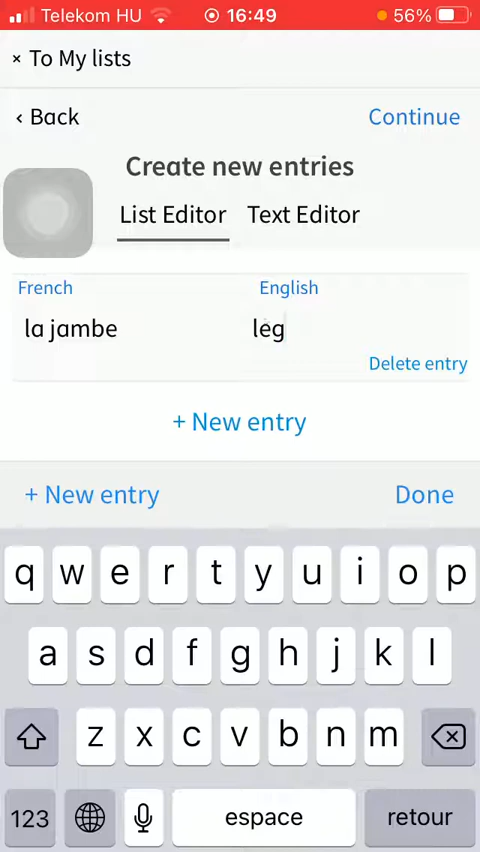 Telekom HU 16:49 56%
× To My lists
‹ Back Continue
Create new entries
List Editor Text Editor
French English
la jambe leg
Delete entry
+ New entry
+ New entry Done
q w e r t y u i o p
a s d f g h j k l
z x c v b n m
123 espace retour